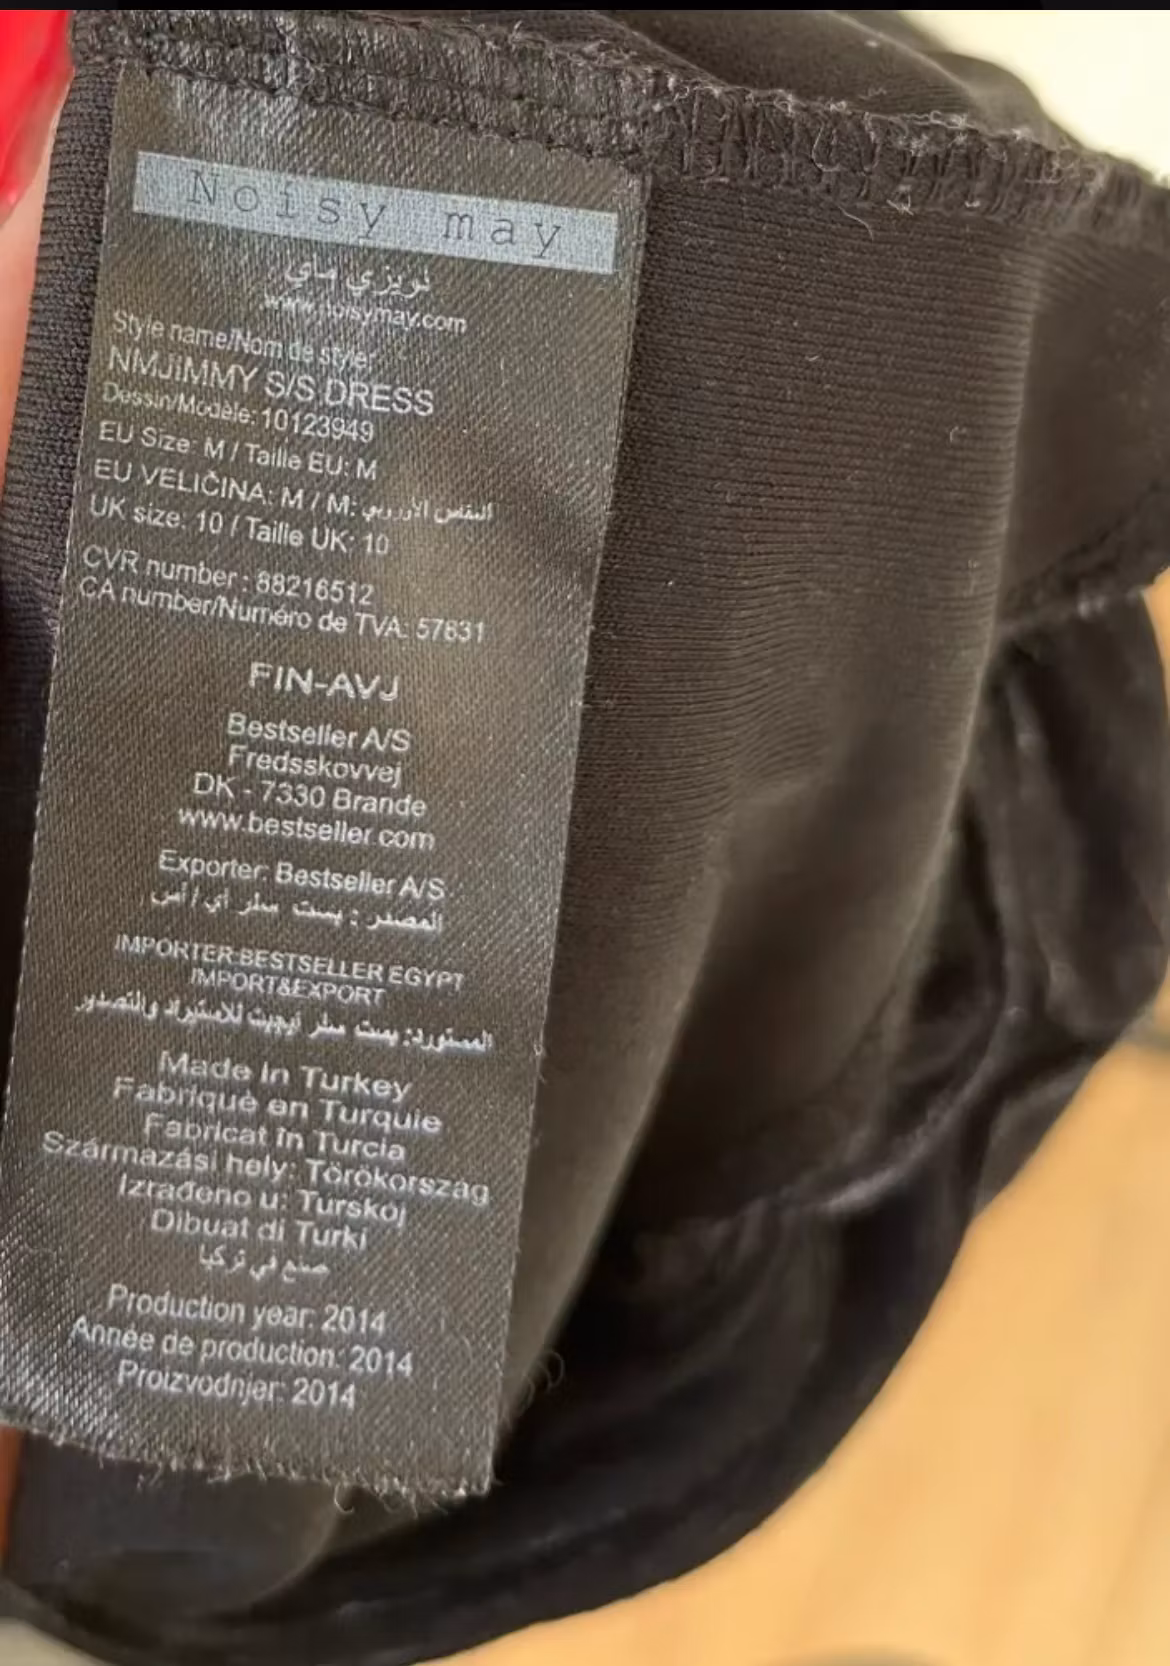 Noisy may
نويزي ماي
www.noisymay.com
Style name/Nom de style:
NMJIMMY S/S DRESS
Dessin/Modèle: 10123949
EU Size: M / Taille EU: M
EU VELIČINA: M / M: المقاس الأوروبي
UK size: 10 / Taille UK: 10
CVR number : 88216512
CA number/Numéro de TVA: 57631
FIN-AVJ
Bestseller A/S
Fredsskovvej
DK - 7330 Brande
www.bestseller.com
Exporter: Bestseller A/S
المصدر : بست سلر أي / أس
IMPORTER:BESTSELLER EGYPT
IMPORT&EXPORT
المستورد: بست سلر ايجيبت للاستيراد والتصدير
Made in Turkey
Fabriqué en Turquie
Fabricat în Turcia
Származási hely: Törökország
Izrađeno u: Turskoj
Dibuat di Turki
صنع في تركيا
Production year: 2014
Année de production: 2014
Proizvodnjer: 2014